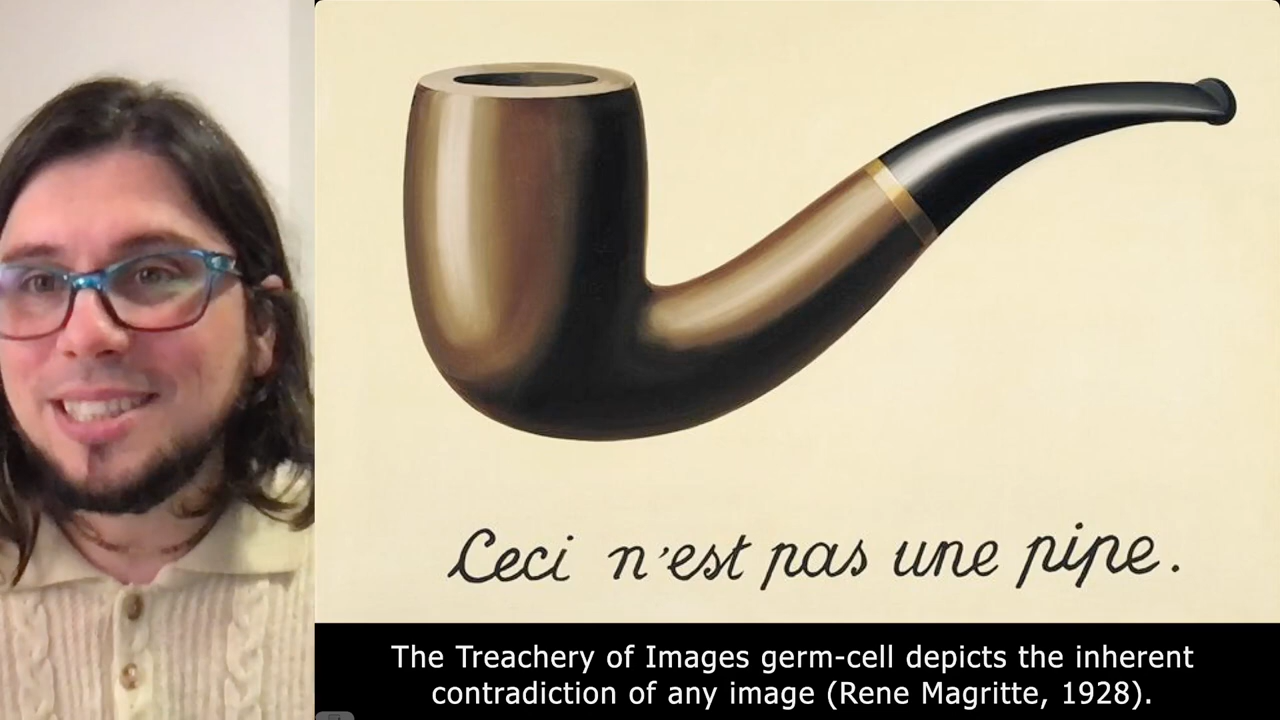 Ceci n'est pas une pipe.
The Treachery of Images germ-cell depicts the inherent
contradiction of any image (Rene Magritte, 1928).